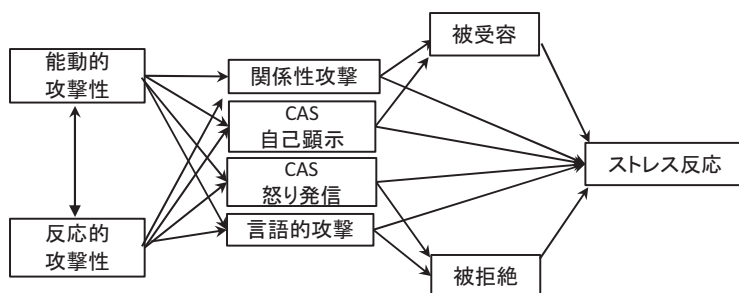 能動的
攻撃性
反応的
攻撃性
関係性攻撃
CAS
自己顕示
CAS
怒り発信
言語的攻撃
被受容
被拒絶
ストレス反応